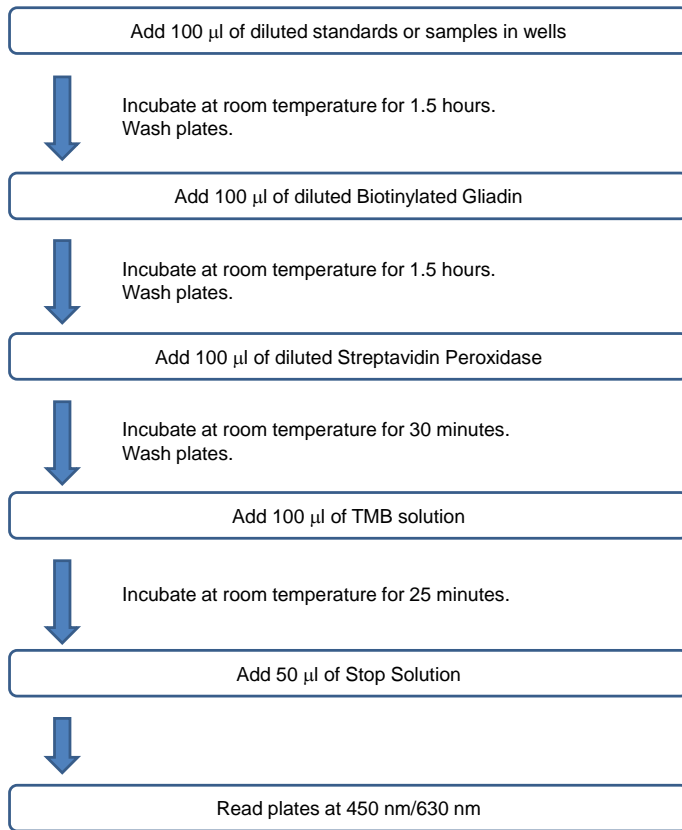 Add 100 μl of diluted standards or samples in wells
Incubate at room temperature for 1.5 hours.
Wash plates.
Add 100 μl of diluted Biotinylated Gliadin
Incubate at room temperature for 1.5 hours.
Wash plates.
Add 100 μl of diluted Streptavidin Peroxidase
Incubate at room temperature for 30 minutes.
Wash plates.
Add 100 μl of TMB solution
Incubate at room temperature for 25 minutes.
Add 50 μl of Stop Solution
Read plates at 450 nm/630 nm